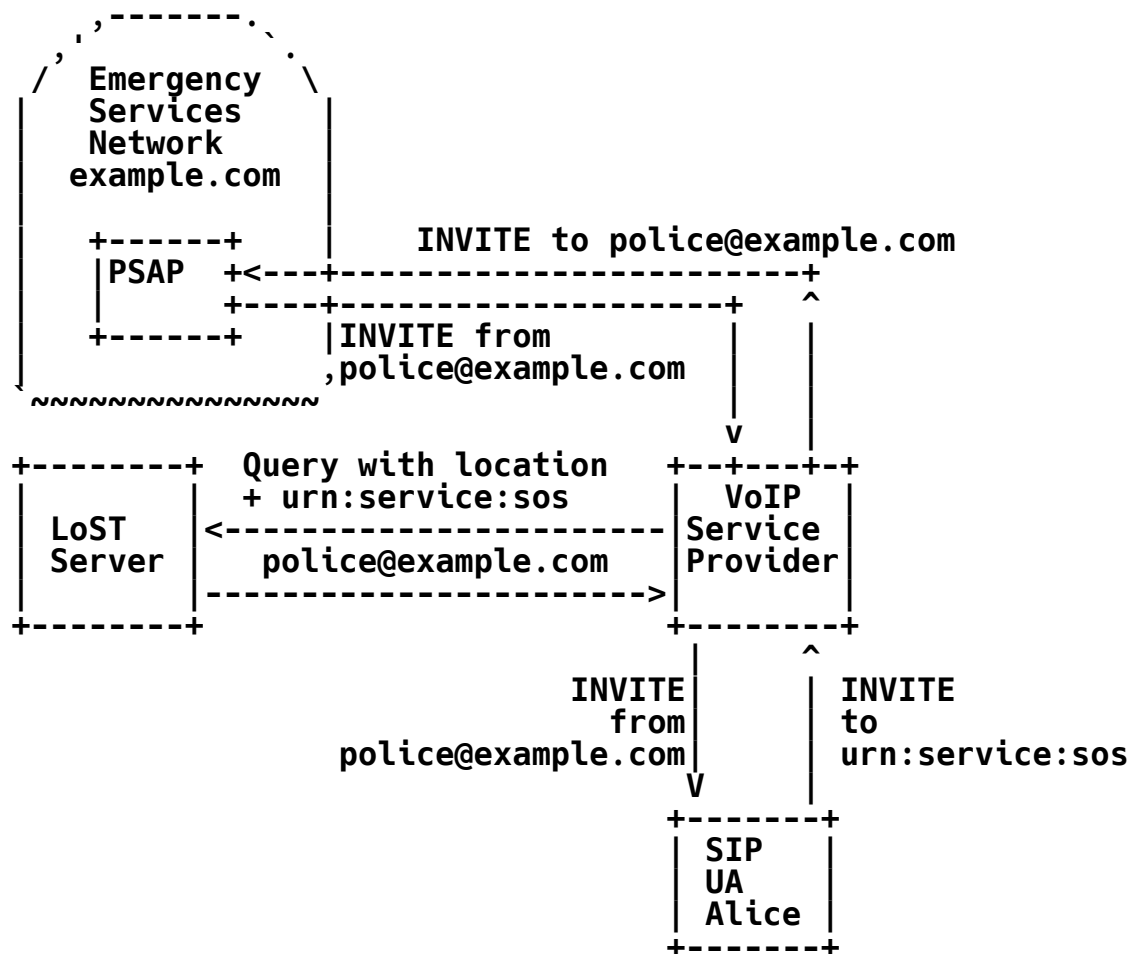 Emergency
Services
Network
example.com
INVITE to police@example.com
PSAP
INVITE from
police@example.com
Query with location
+ urn:service:sos
VoIP
Service
Provider
LoST
Server
police@example.com
INVITE
from
police@example.com
INVITE
to
urn:service:sos
SIP
UA
Alice